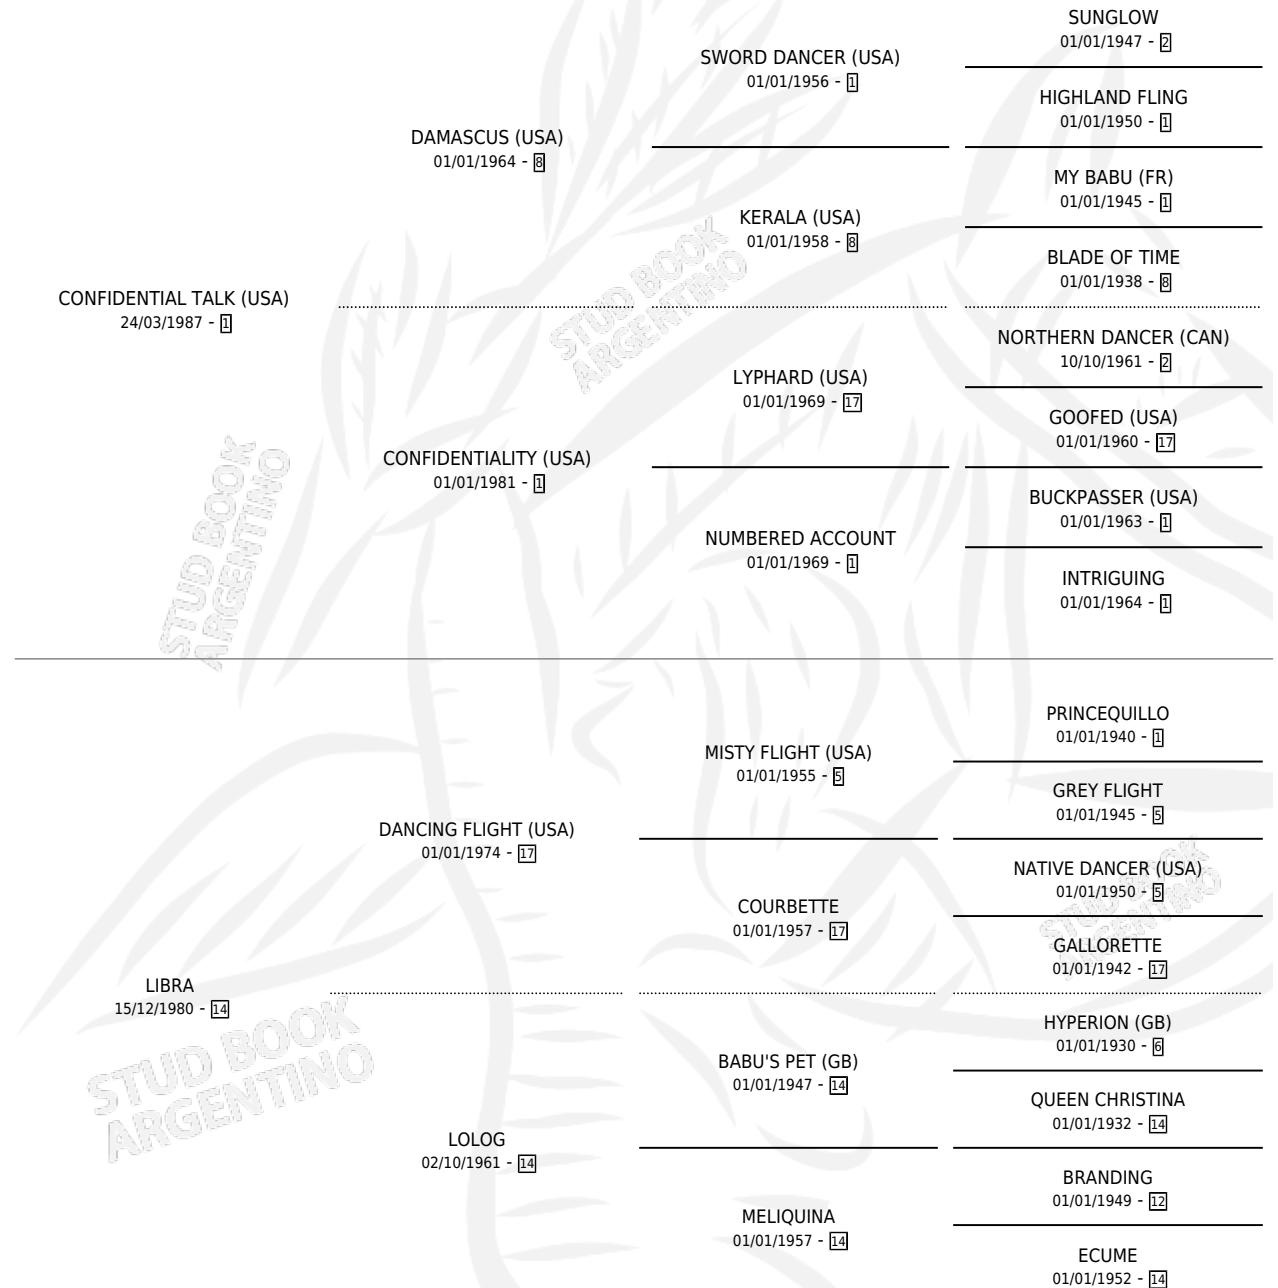 SUNGLOW
01/01/1947 - 2
SWORD DANCER (USA)
01/01/1956 - 1
HIGHLAND FLING
01/01/1950 - 1
DAMASCUS (USA)
01/01/1964 - 8
MY BABU (FR)
01/01/1945 - 1
KERALA (USA)
01/01/1958 - 8
BLADE OF TIME
01/01/1938 - 8
CONFIDENTIAL TALK (USA)
24/03/1987 - 1
NORTHERN DANCER (CAN)
10/10/1961 - 2
LYPHARD (USA)
01/01/1969 - 17
GOOFED (USA)
01/01/1960 - 17
CONFIDENTIALITY (USA)
01/01/1981 - 1
BUCKPASSER (USA)
01/01/1963 - 1
NUMBERED ACCOUNT
01/01/1969 - 1
INTRIGUING
01/01/1964 - 1
PRINCEQUILLO
01/01/1940 - 1
MISTY FLIGHT (USA)
01/01/1955 - 5
GREY FLIGHT
01/01/1945 - 5
DANCING FLIGHT (USA)
01/01/1974 - 17
NATIVE DANCER (USA)
01/01/1950 - 5
COURBETTE
01/01/1957 - 17
GALLORETTE
01/01/1942 - 17
LIBRA
15/12/1980 - 14
HYPERION (GB)
01/01/1930 - 6
BABU'S PET (GB)
01/01/1947 - 14
QUEEN CHRISTINA
01/01/1932 - 14
LOLOG
02/10/1961 - 14
BRANDING
01/01/1949 - 12
MELIQUINA
01/01/1957 - 14
ECUME
01/01/1952 - 14
STUD BOOK
ARGENTINO
STUD BOOK
ARGENTINO
STUD BOOK
ARGENTINO
STUD BOOK
ARGENTINO